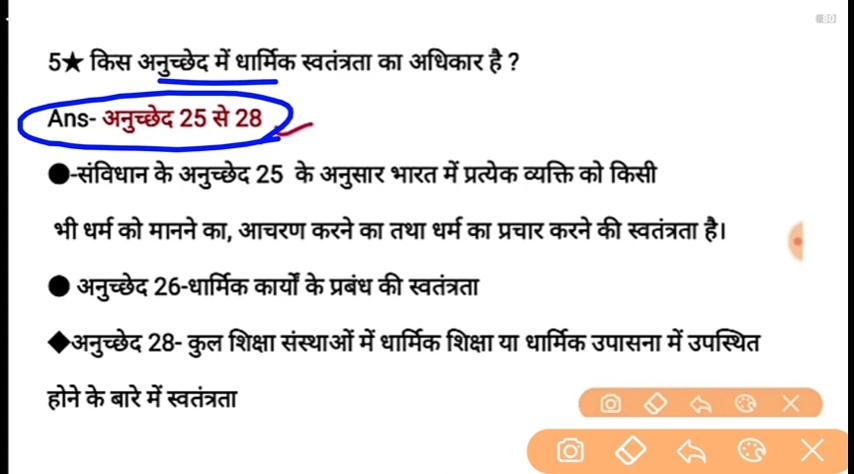 5★ किस अनुच्छेद में धार्मिक स्वतंत्रता का अधिकार है ?
Ans- अनुच्छेद 25 से 28
●-संविधान के अनुच्छेद 25 के अनुसार भारत में प्रत्येक व्यक्ति को किसी
भी धर्म को मानने का, आचरण करने का तथा धर्म का प्रचार करने की स्वतंत्रता है।
● अनुच्छेद 26-धार्मिक कार्यों के प्रबंध की स्वतंत्रता
◆अनुच्छेद 28- कुल शिक्षा संस्थाओं में धार्मिक शिक्षा या धार्मिक उपासना में उपस्थित
होने के बारे में स्वतंत्रता